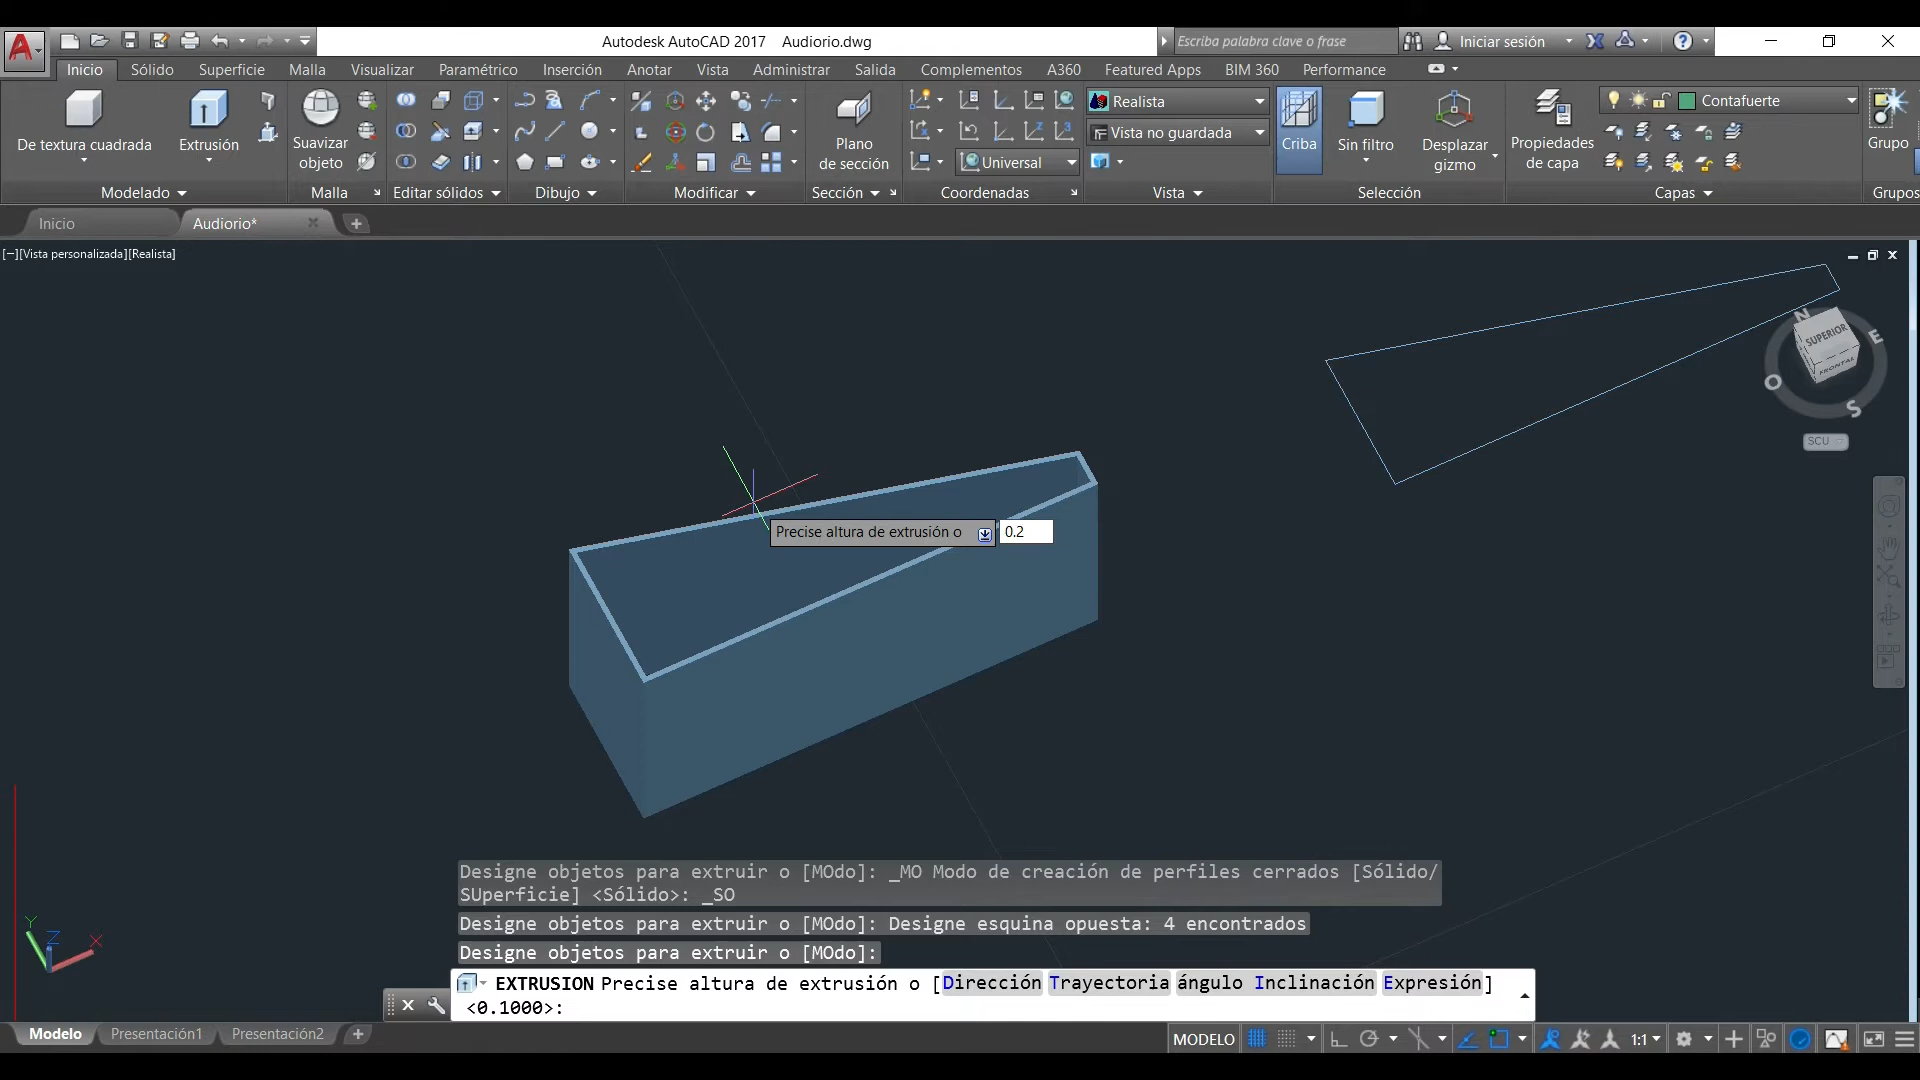 Autodesk AutoCAD 2017 Audiorio.dwg
Escriba palabra clave o frase
Iniciar sesión
Inicio Sólido Superficie Malla Visualizar Paramétrico Inserción Anotar Vista Administrar Salida Complementos A360 Featured Apps BIM 360 Performance
De textura cuadrada
Extrusión
Suavizar
objeto
Plano
de sección
Universal
Realista
Vista no guardada
Criba
Sin filtro
Desplazar
gizmo
Propiedades
de capa
Contafuerte
Grupo
Modelado
Malla
Editar sólidos
Dibujo
Modificar
Sección
Coordenadas
Vista
Selección
Capas
Grupos
Inicio
Audiorio*
[−][Vista personalizada][Realista]
N
E
S
O
SUPERIOR
FRONTAL
SCU
Precise altura de extrusión o 0.2
Y
Z
X
Designe objetos para extruir o [MOdo]: _MO Modo de creación de perfiles cerrados [Sólido/
SUperficie] <Sólido>: _SO
Designe objetos para extruir o [MOdo]: Designe esquina opuesta: 4 encontrados
Designe objetos para extruir o [MOdo]:
EXTRUSION Precise altura de extrusión o [Dirección Trayectoria ángulo Inclinación Expresión]
<0.1000>:
Modelo Presentación1 Presentación2
MODELO
1:1